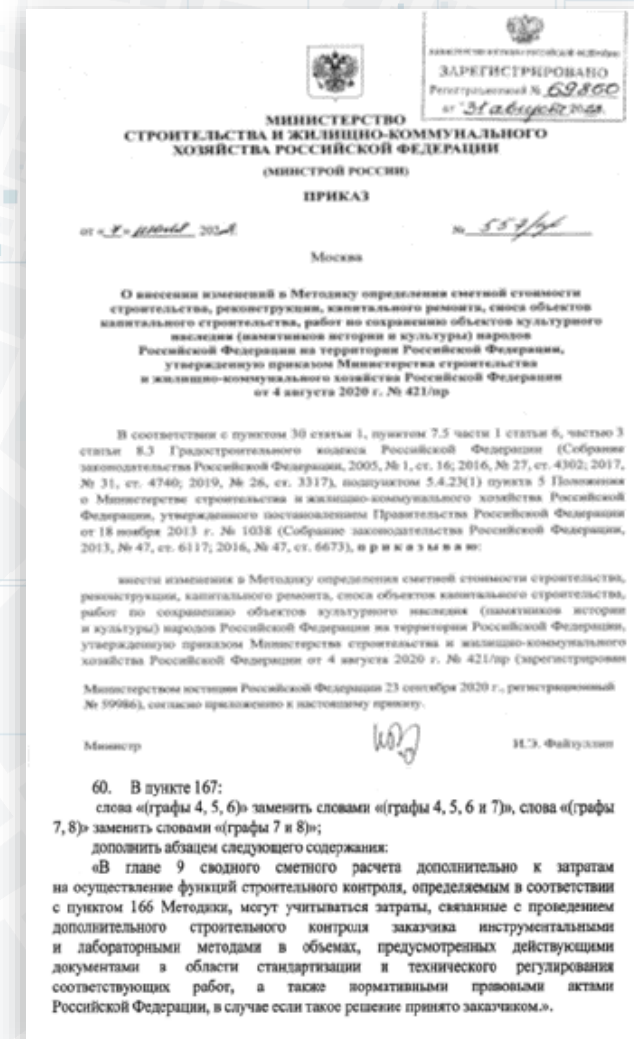 МИНИСТЕРСТВО ЮСТИЦИИ РОССИЙСКОЙ ФЕДЕРАЦИИ
ЗАРЕГИСТРИРОВАНО
Регистрационный № 69860
от "31 августа 2022.
МИНИСТЕРСТВО
СТРОИТЕЛЬСТВА И ЖИЛИЩНО-КОММУНАЛЬНОГО
ХОЗЯЙСТВА РОССИЙСКОЙ ФЕДЕРАЦИИ
(МИНСТРОЙ РОССИИ)
ПРИКАЗ
от « 7 » июля 2022 г.
№ 557/пр
Москва
О внесении изменений в Методику определения сметной стоимости
строительства, реконструкции, капитального ремонта, сноса объектов
капитального строительства, работ по сохранению объектов культурного
наследия (памятников истории и культуры) народов
Российской Федерации на территории Российской Федерации,
утвержденную приказом Министерства строительства
и жилищно-коммунального хозяйства Российской Федерации
от 4 августа 2020 г. № 421/пр
В соответствии с пунктом 30 статьи 1, пунктом 7.5 части 1 статьи 6, частью 3
статьи 8.3 Градостроительного кодекса Российской Федерации (Собрание
законодательства Российской Федерации, 2005, № 1, ст. 16; 2016, № 27, ст. 4302; 2017,
№ 31, ст. 4740; 2019, № 26, ст. 3317), подпунктом 5.4.23(1) пункта 5 Положения
о Министерстве строительства и жилищно-коммунального хозяйства Российской
Федерации, утвержденного постановлением Правительства Российской Федерации
от 18 ноября 2013 г. № 1038 (Собрание законодательства Российской Федерации,
2013, № 47, ст. 6117; 2016, № 47, ст. 6673), п р и к а з ы в а ю:
внести изменения в Методику определения сметной стоимости строительства,
реконструкции, капитального ремонта, сноса объектов капитального строительства,
работ по сохранению объектов культурного наследия (памятников истории
и культуры) народов Российской Федерации на территории Российской Федерации,
утвержденную приказом Министерства строительства и жилищно-коммунального
хозяйства Российской Федерации от 4 августа 2020 г. № 421/пр (зарегистрирован
Министерством юстиции Российской Федерации 23 сентября 2020 г., регистрационный
№ 59986), согласно приложению к настоящему приказу.
Министр
И.Э. Файзуллин
60. В пункте 167:
слова «(графы 4, 5, 6)» заменить словами «(графы 4, 5, 6 и 7)», слова «(графы
7, 8)» заменить словами «(графы 7 и 8)»;
дополнить абзацем следующего содержания:
«В главе 9 сводного сметного расчета дополнительно к затратам
на осуществление функций строительного контроля, определяемым в соответствии
с пунктом 166 Методики, могут учитываться затраты, связанные с проведением
дополнительного строительного контроля заказчика инструментальными
и лабораторными методами в объемах, предусмотренных действующими
документами в области стандартизации и технического регулирования
соответствующих работ, а также нормативными правовыми актами
Российской Федерации, в случае если такое решение принято заказчиком.».